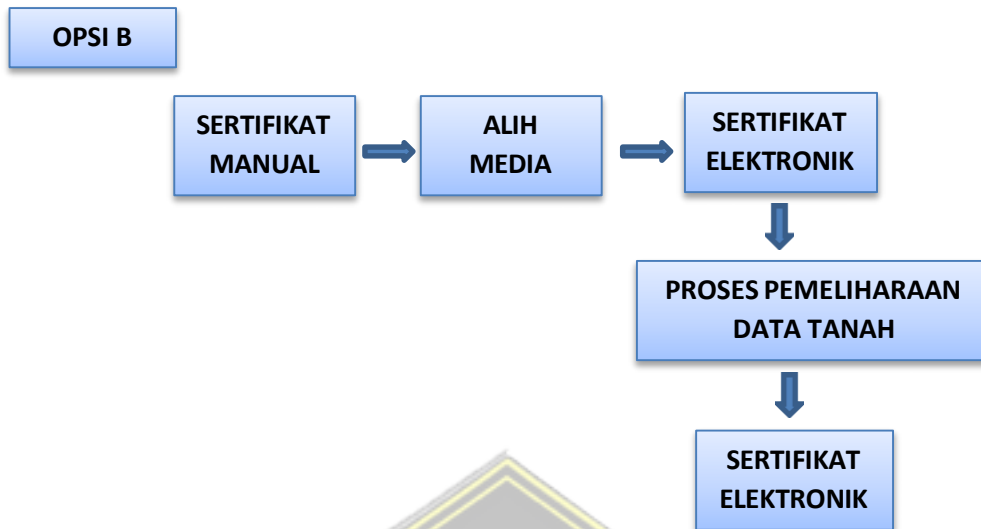 OPSI B
SERTIFIKAT
MANUAL
ALIH
MEDIA
SERTIFIKAT
ELEKTRONIK
PROSES PEMELIHARAAN
DATA TANAH
SERTIFIKAT
ELEKTRONIK